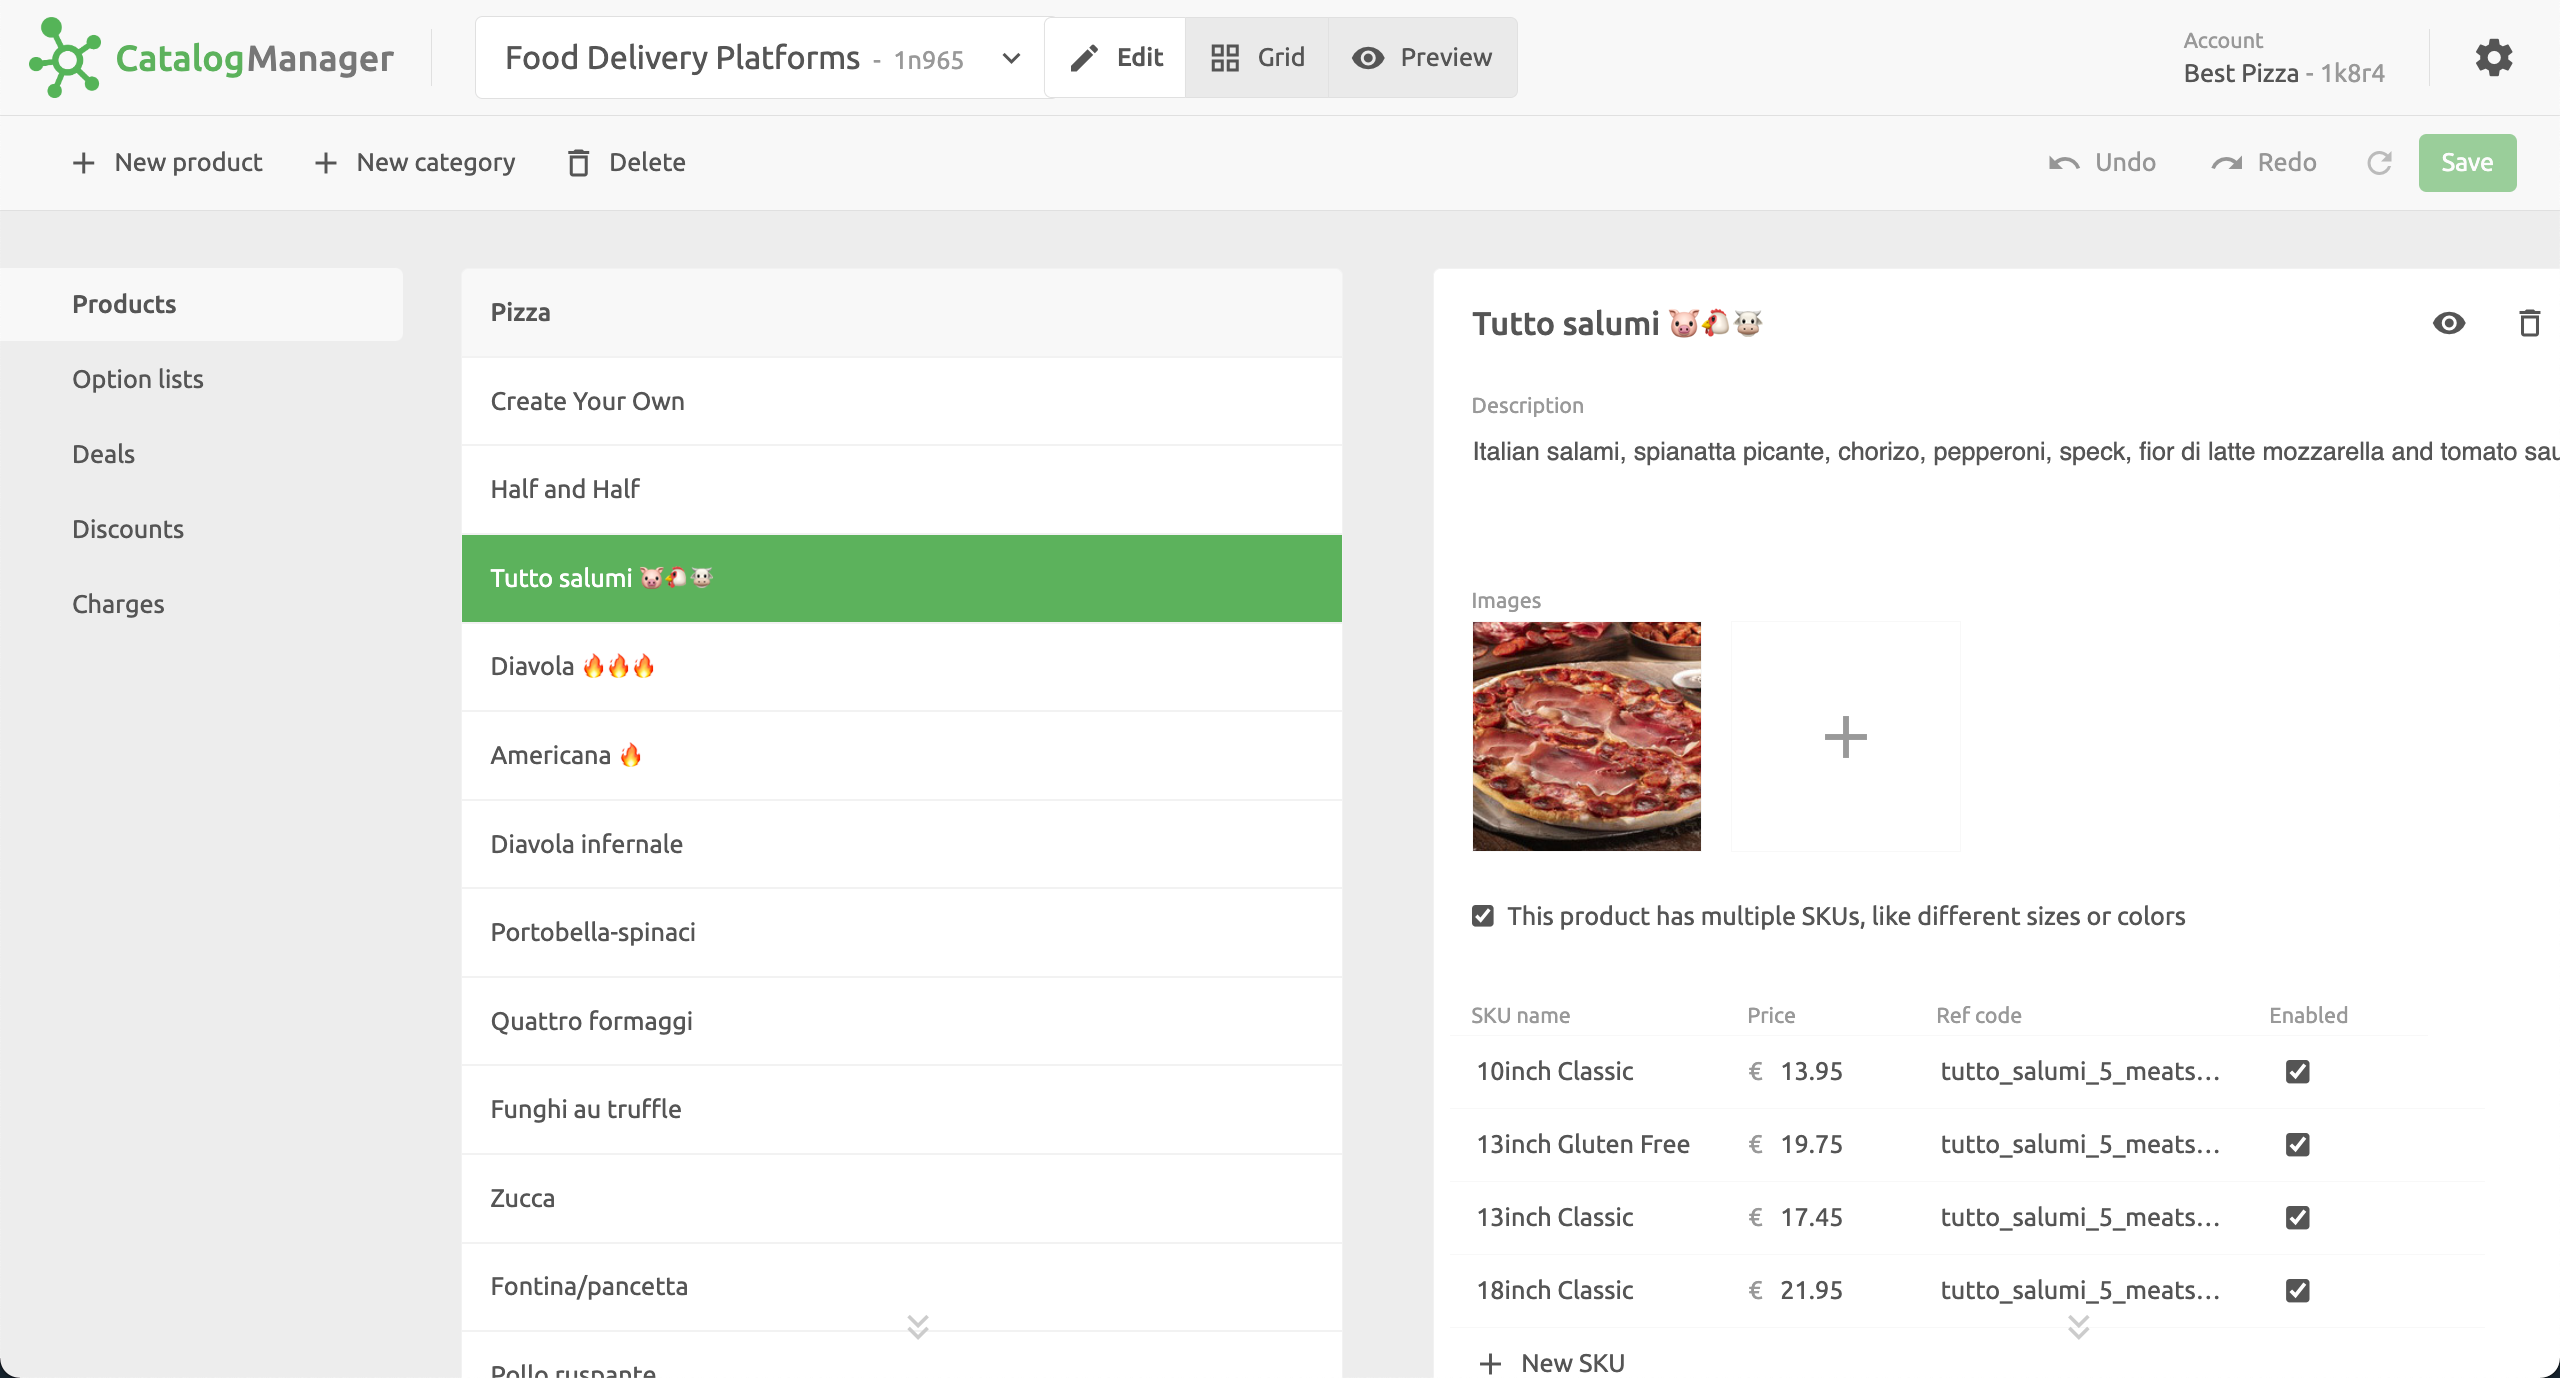 CatalogManager
Food Delivery Platforms - 1n965
Edit
Grid
Preview
Account
Best Pizza - 1k8r4
New product
New category
Delete
Undo
Redo
Save
Products
Option lists
Deals
Discounts
Charges
Pizza
Create Your Own
Half and Half
Tutto salumi 🐷🐔🐮
Diavola 🔥🔥🔥
Americana 🔥
Diavola infernale
Portobella-spinaci
Quattro formaggi
Funghi au truffle
Zucca
Fontina/pancetta
Pollo ruspante
Tutto salumi 🐷🐔🐮
Description
Italian salami, spianatta picante, chorizo, pepperoni, speck, fior di latte mozzarella and tomato sau
Images
This product has multiple SKUs, like different sizes or colors
SKU name Price Ref code Enabled
10inch Classic € 13.95 tutto_salumi_5_meats...
13inch Gluten Free € 19.75 tutto_salumi_5_meats...
13inch Classic € 17.45 tutto_salumi_5_meats...
18inch Classic € 21.95 tutto_salumi_5_meats...
New SKU